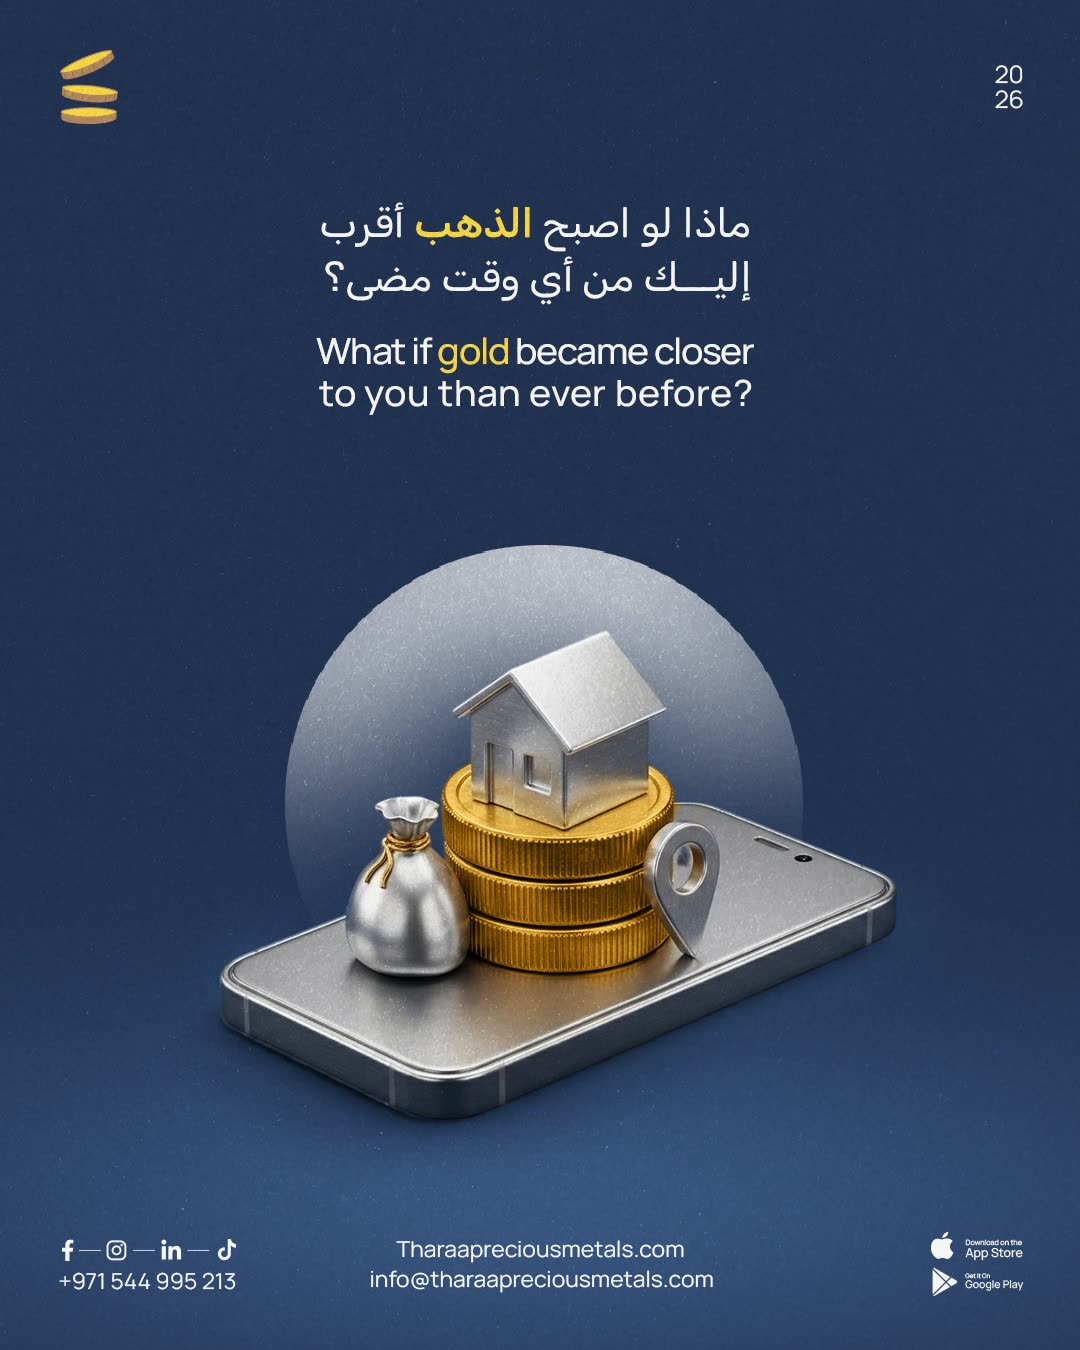 20
26
ماذا لو اصبح الذهب أقرب
إليـــك من أي وقت مضى؟
What if gold became closer
to you than ever before?
+971 544 995 213
Tharaapreciousmetals.com
info@tharaapreciousmetals.com
Download on the
App Store
Get It On
Google Play